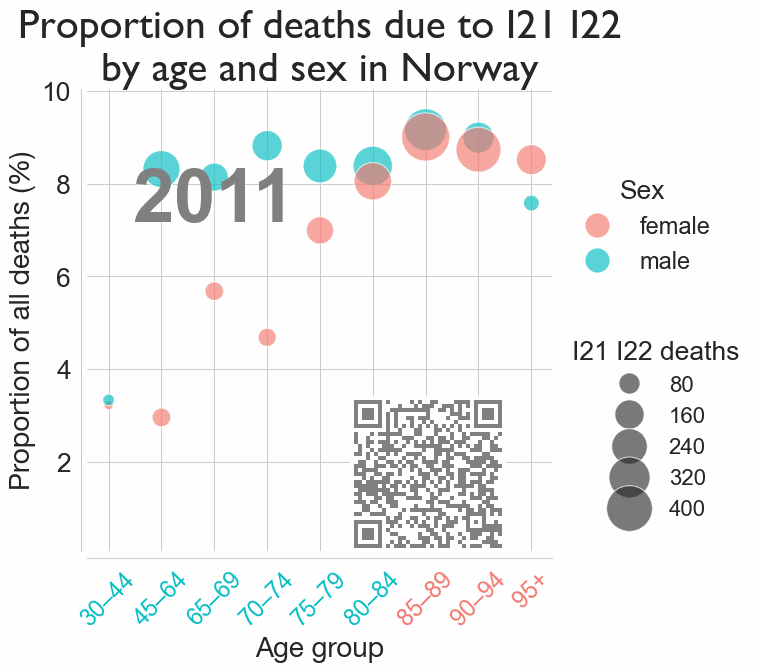 Proportion of deaths due to I21 I22
by age and sex in Norway
Proportion of all deaths (%)
10
8
6
4
2
2011
30–44
45–64
65–69
70–74
75–79
80–84
85–89
90–94
95+
Age group
Sex
female
male
I21 I22 deaths
80
160
240
320
400